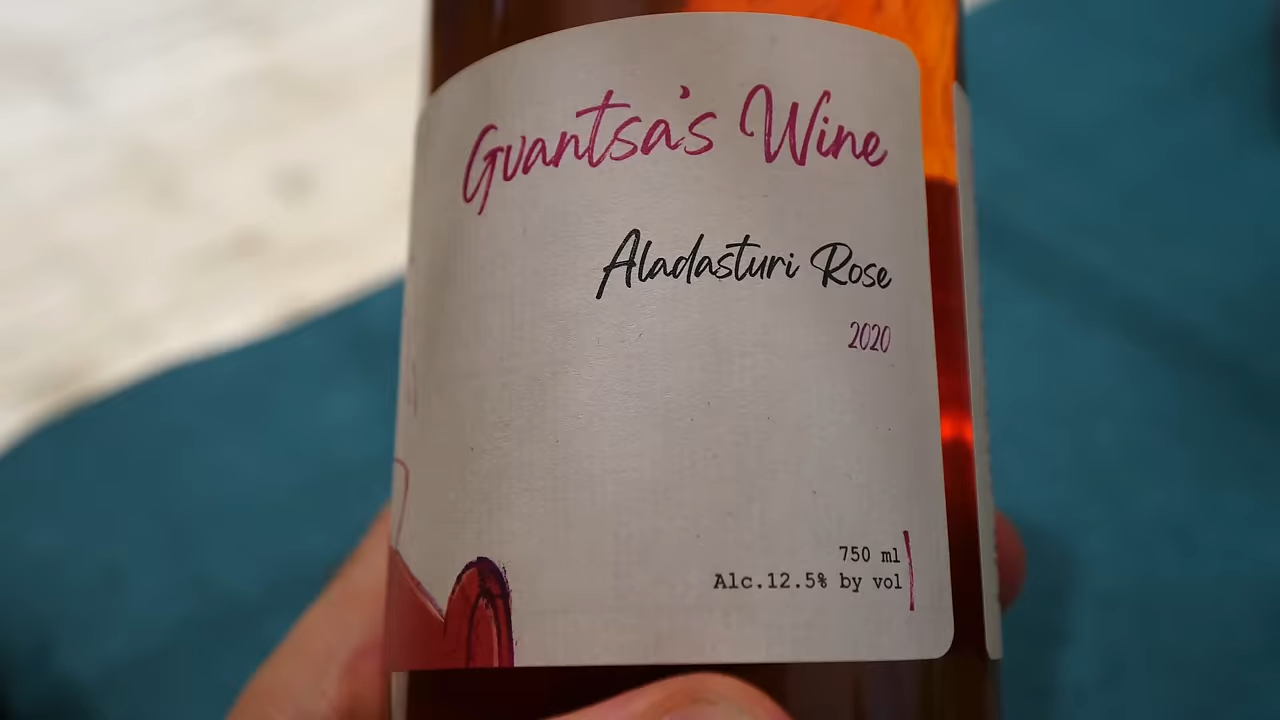 Gvantsa's Wine
Aladasturi Rose
2020
750 ml
Alc.12.5% by vol